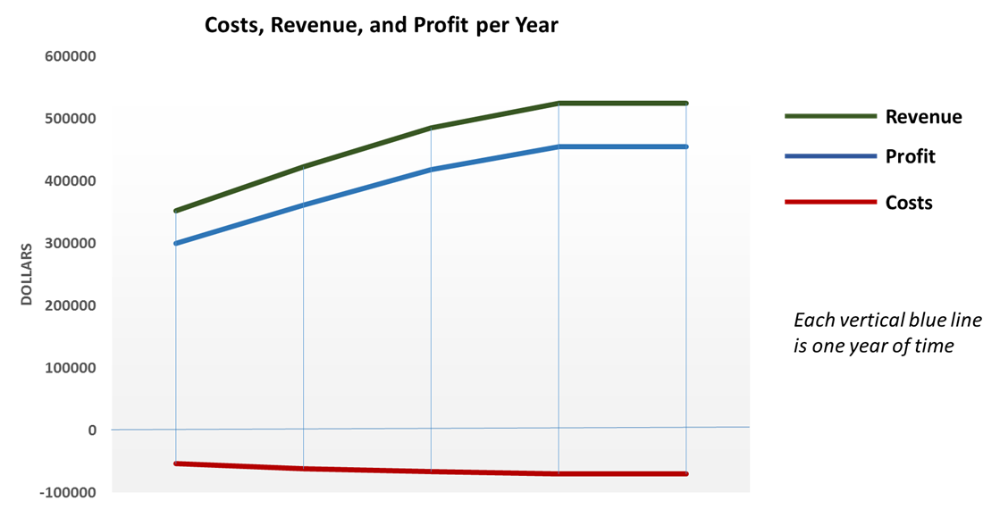 Costs, Revenue, and Profit per Year
600000
500000
400000
300000
200000
100000
0
-100000
DOLLARS
Revenue
Profit
Costs
Each vertical blue line
is one year of time